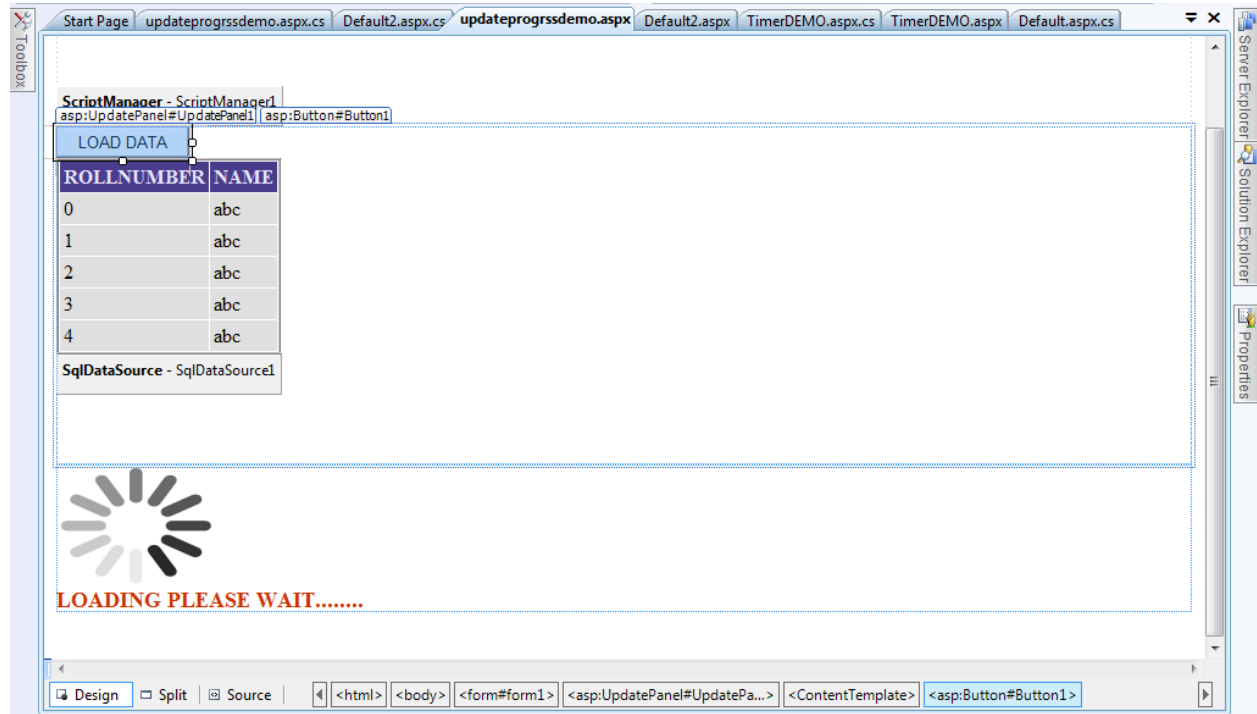 Start Page updateprogrssdemo.aspx.cs Default2.aspx.cs updateprogrssdemo.aspx Default2.aspx TimerDEMO.aspx.cs TimerDEMO.aspx Default.aspx.cs
Toolbox
ScriptManager - ScriptManager1
asp:UpdatePanel#UpdatePanel1 asp:Button#Button1
LOAD DATA
ROLLNUMBER NAME
0 abc
1 abc
2 abc
3 abc
4 abc
SqlDataSource - SqlDataSource1
LOADING PLEASE WAIT........
Design Split Source <html> <body> <form#form1> <asp:UpdatePanel#UpdatePa...> <ContentTemplate> <asp:Button#Button1>
Server Explorer
Solution Explorer
Properties